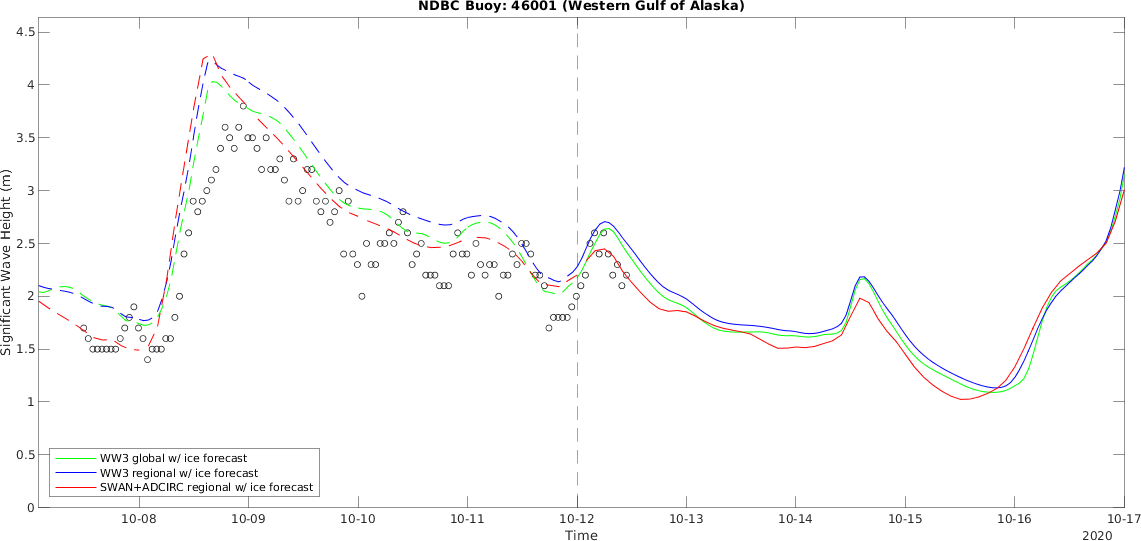 NDBC Buoy: 46001 (Western Gulf of Alaska)
4.5
4
3.5
3
2.5
2
1.5
1
0.5
0
Significant Wave Height (m)
WW3 global w/ ice forecast
WW3 regional w/ ice forecast
SWAN+ADCIRC regional w/ ice forecast
10-08 10-09 10-10 10-11 10-12 10-13 10-14 10-15 10-16 10-17
Time
2020